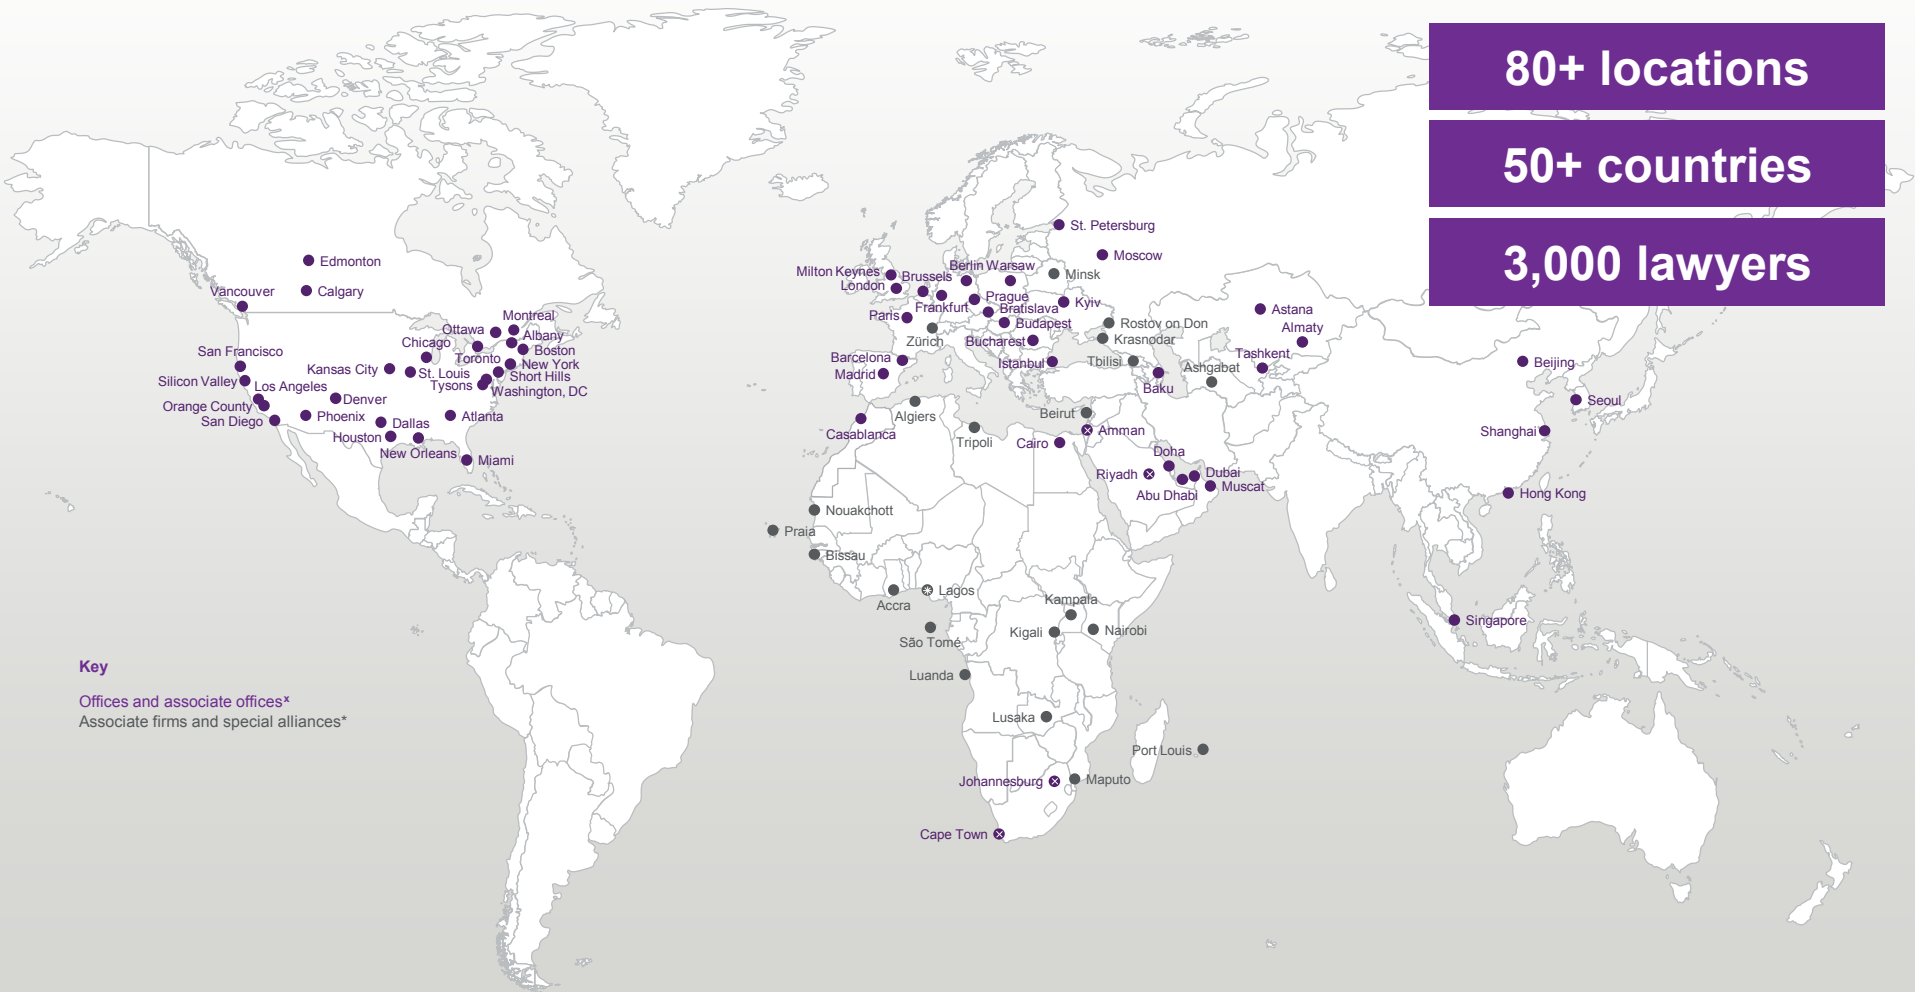 80+ locations
50+ countries
3,000 lawyers
Edmonton
Calgary
Vancouver
Montreal
Ottawa
Albany
Chicago
Boston
Toronto
San Francisco
New York
Kansas City
St. Louis
Short Hills
Silicon Valley
Los Angeles
Tysons
Washington, DC
Orange County
Denver
San Diego
Phoenix
Dallas
Atlanta
Houston
New Orleans
Miami
St. Petersburg
Moscow
Milton Keynes
Brussels
Berlin
Warsaw
Minsk
London
Frankfurt
Prague
Kyiv
Paris
Bratislava
Budapest
Rostov on Don
Zürich
Bucharest
Krasnodar
Barcelona
Istanbul
Tbilisi
Madrid
Baku
Astana
Almaty
Tashkent
Ashgabat
Beijing
Seoul
Shanghai
Hong Kong
Singapore
Algiers
Beirut
Casablanca
Tripoli
Cairo
Amman
Doha
Riyadh
Dubai
Abu Dhabi
Muscat
Nouakchott
Praia
Bissau
Accra
Lagos
Kampala
São Tomé
Kigali
Nairobi
Luanda
Lusaka
Port Louis
Johannesburg
Maputo
Cape Town
Key
Offices and associate officesˣ
Associate firms and special alliances*